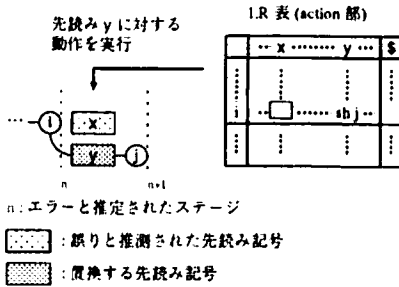 先読み y に対する
動作を実行
LR 表 (action 部)
x y $
i x
i shj
y j
n n+1
n : エラーと推定されたステージ
: 誤りと推測された先読み記号
: 置換する先読み記号